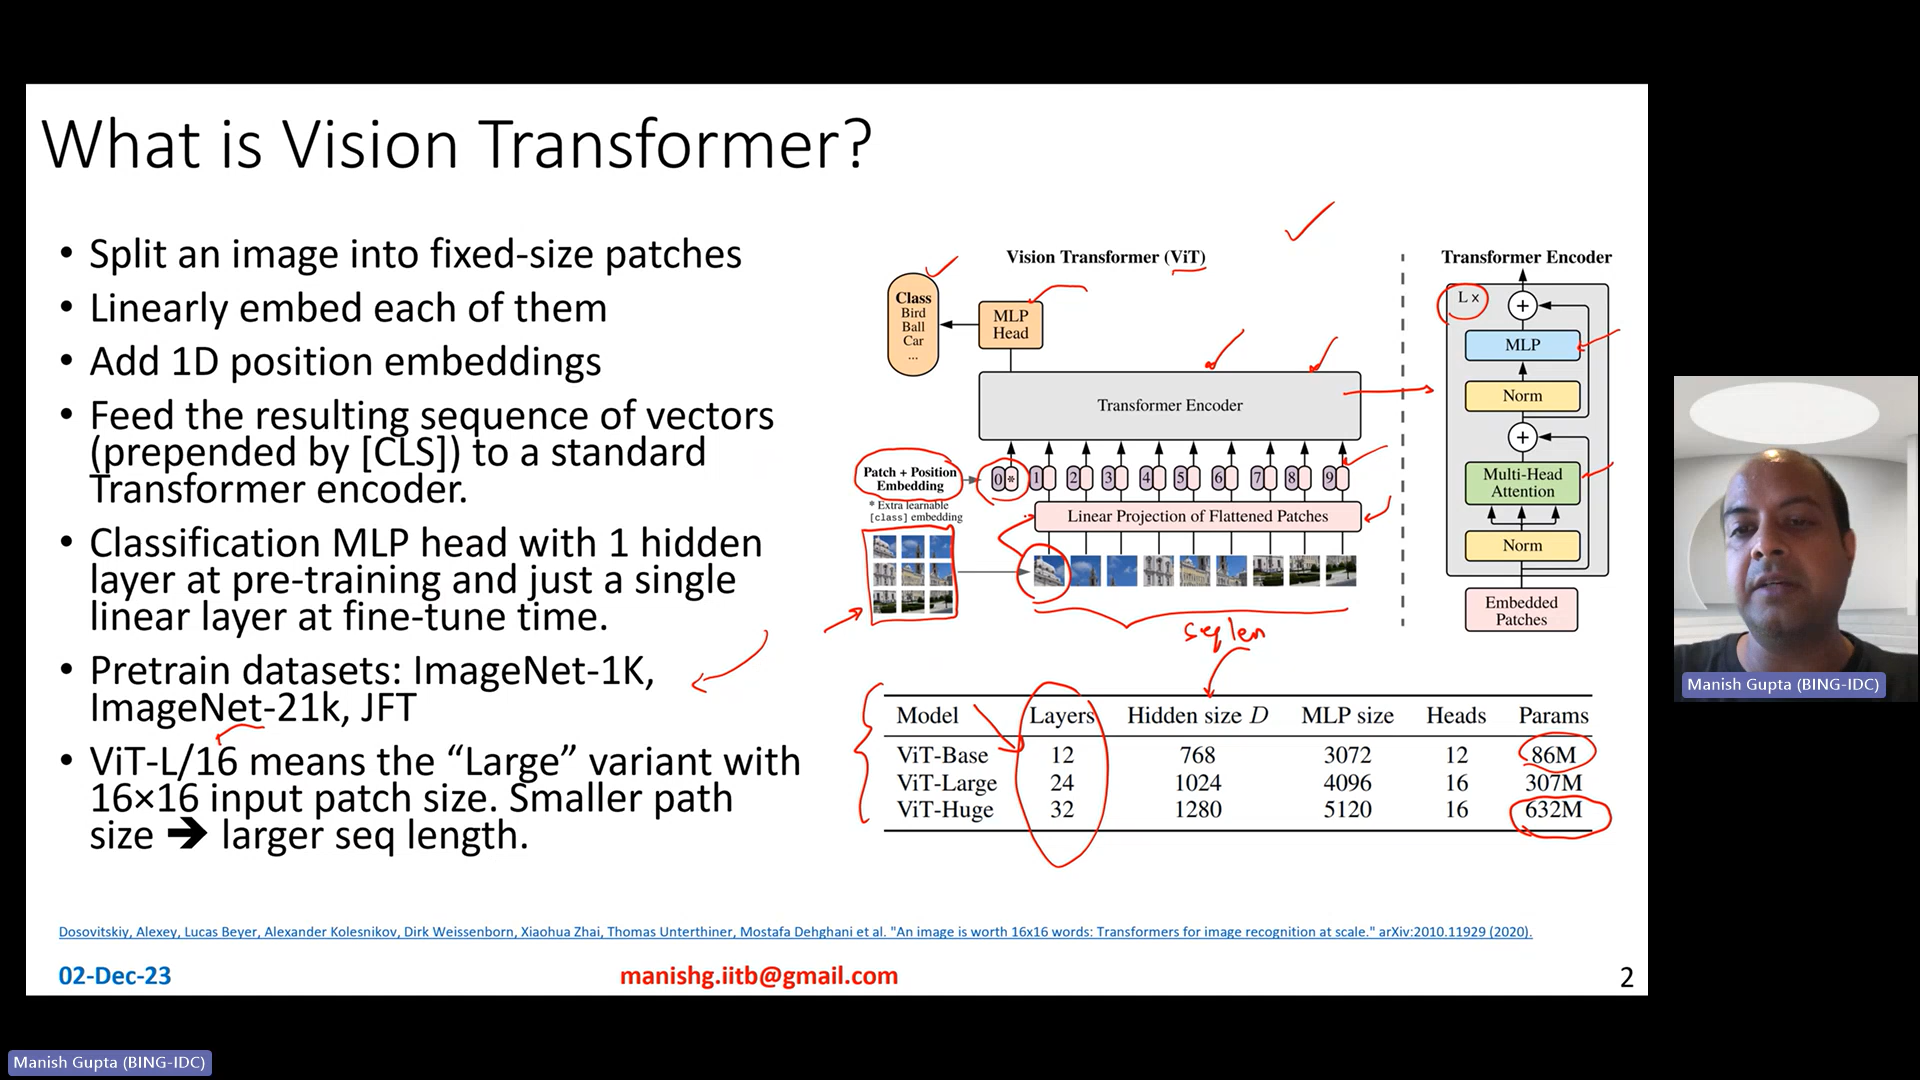 What is Vision Transformer?
• Split an image into fixed-size patches
• Linearly embed each of them
• Add 1D position embeddings
• Feed the resulting sequence of vectors
(prepended by [CLS]) to a standard
Transformer encoder.
• Classification MLP head with 1 hidden
layer at pre-training and just a single
linear layer at fine-tune time.
• Pretrain datasets: ImageNet-1K,
ImageNet-21k, JFT
• ViT-L/16 means the “Large” variant with
16×16 input patch size. Smaller path
size ➔ larger seq length.
Vision Transformer (ViT)
Class
Bird
Ball
Car
...
MLP
Head
Transformer Encoder
Patch + Position
Embedding
0 * 1 2 3 4 5 6 7 8 9
* Extra learnable
[class] embedding
Linear Projection of Flattened Patches
seq len
Transformer Encoder
L x
+
MLP
Norm
+
Multi-Head
Attention
Norm
Embedded
Patches
Model Layers Hidden size D MLP size Heads Params
ViT-Base 12 768 3072 12 86M
ViT-Large 24 1024 4096 16 307M
ViT-Huge 32 1280 5120 16 632M
Dosovitskiy, Alexey, Lucas Beyer, Alexander Kolesnikov, Dirk Weissenborn, Xiaohua Zhai, Thomas Unterthiner, Mostafa Dehghani et al. "An image is worth 16x16 words: Transformers for image recognition at scale." arXiv:2010.11929 (2020).
02-Dec-23
manishg.iitb@gmail.com
2
Manish Gupta (BING-IDC)
Manish Gupta (BING-IDC)